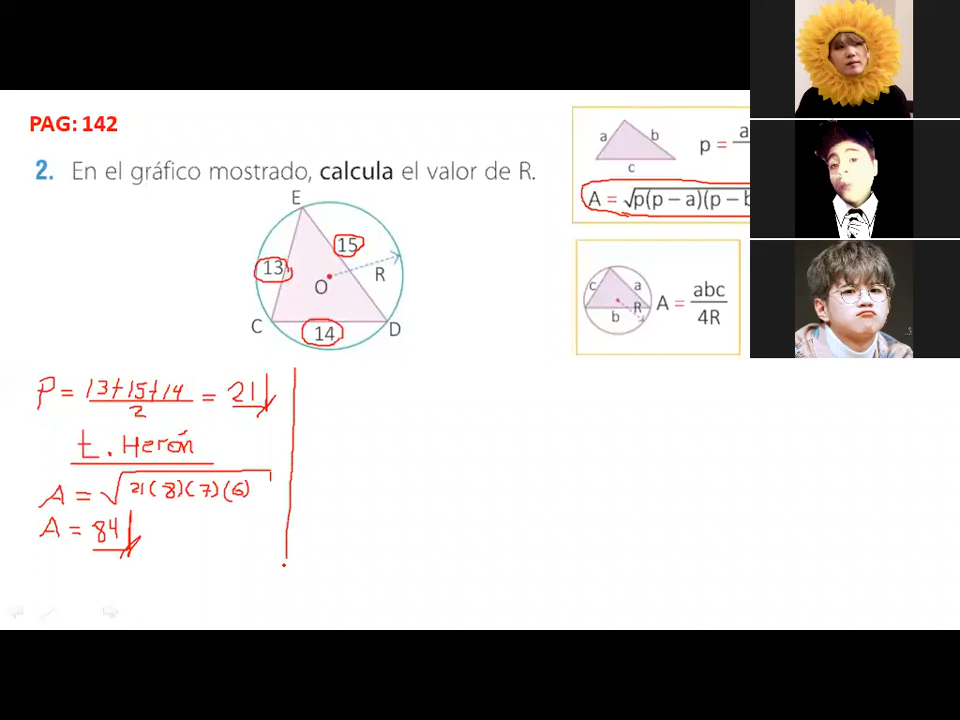 PAG: 142
2. En el gráfico mostrado, calcula el valor de R.
E
15
13
R
O
C
14
D
a
b
c
p = a
A = √p(p – a)(p – b
c
a
R
b
A = abc
4R
P = 13+15+14 = 21
2
t. Herón
A = √21(8)(7)(6)
A = 84